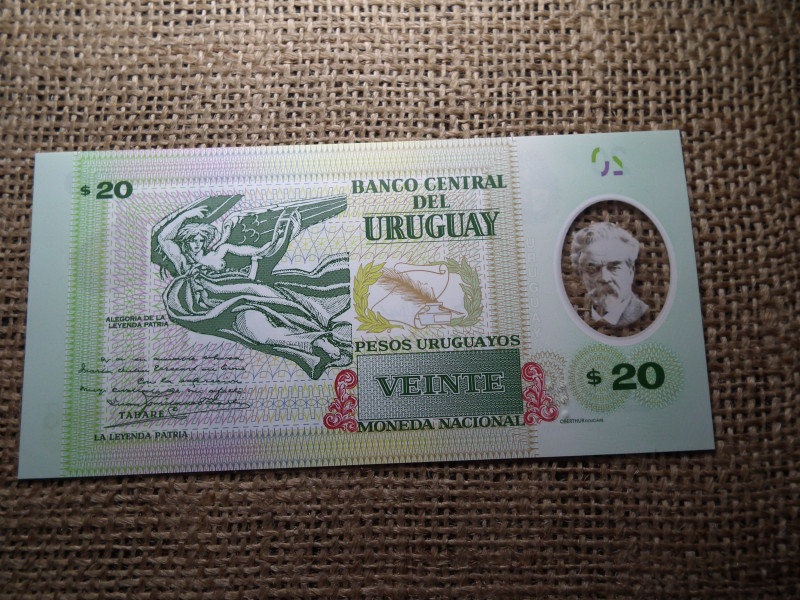 $ 20
BANCO CENTRAL
DEL
URUGUAY
ALEGORIA DE LA
LEYENDA PATRIA
PESOS URUGUAYOS
VEINTE
$ 20
TABARE
LA LEYENDA PATRIA
MONEDA NACIONAL
OBERTHUR